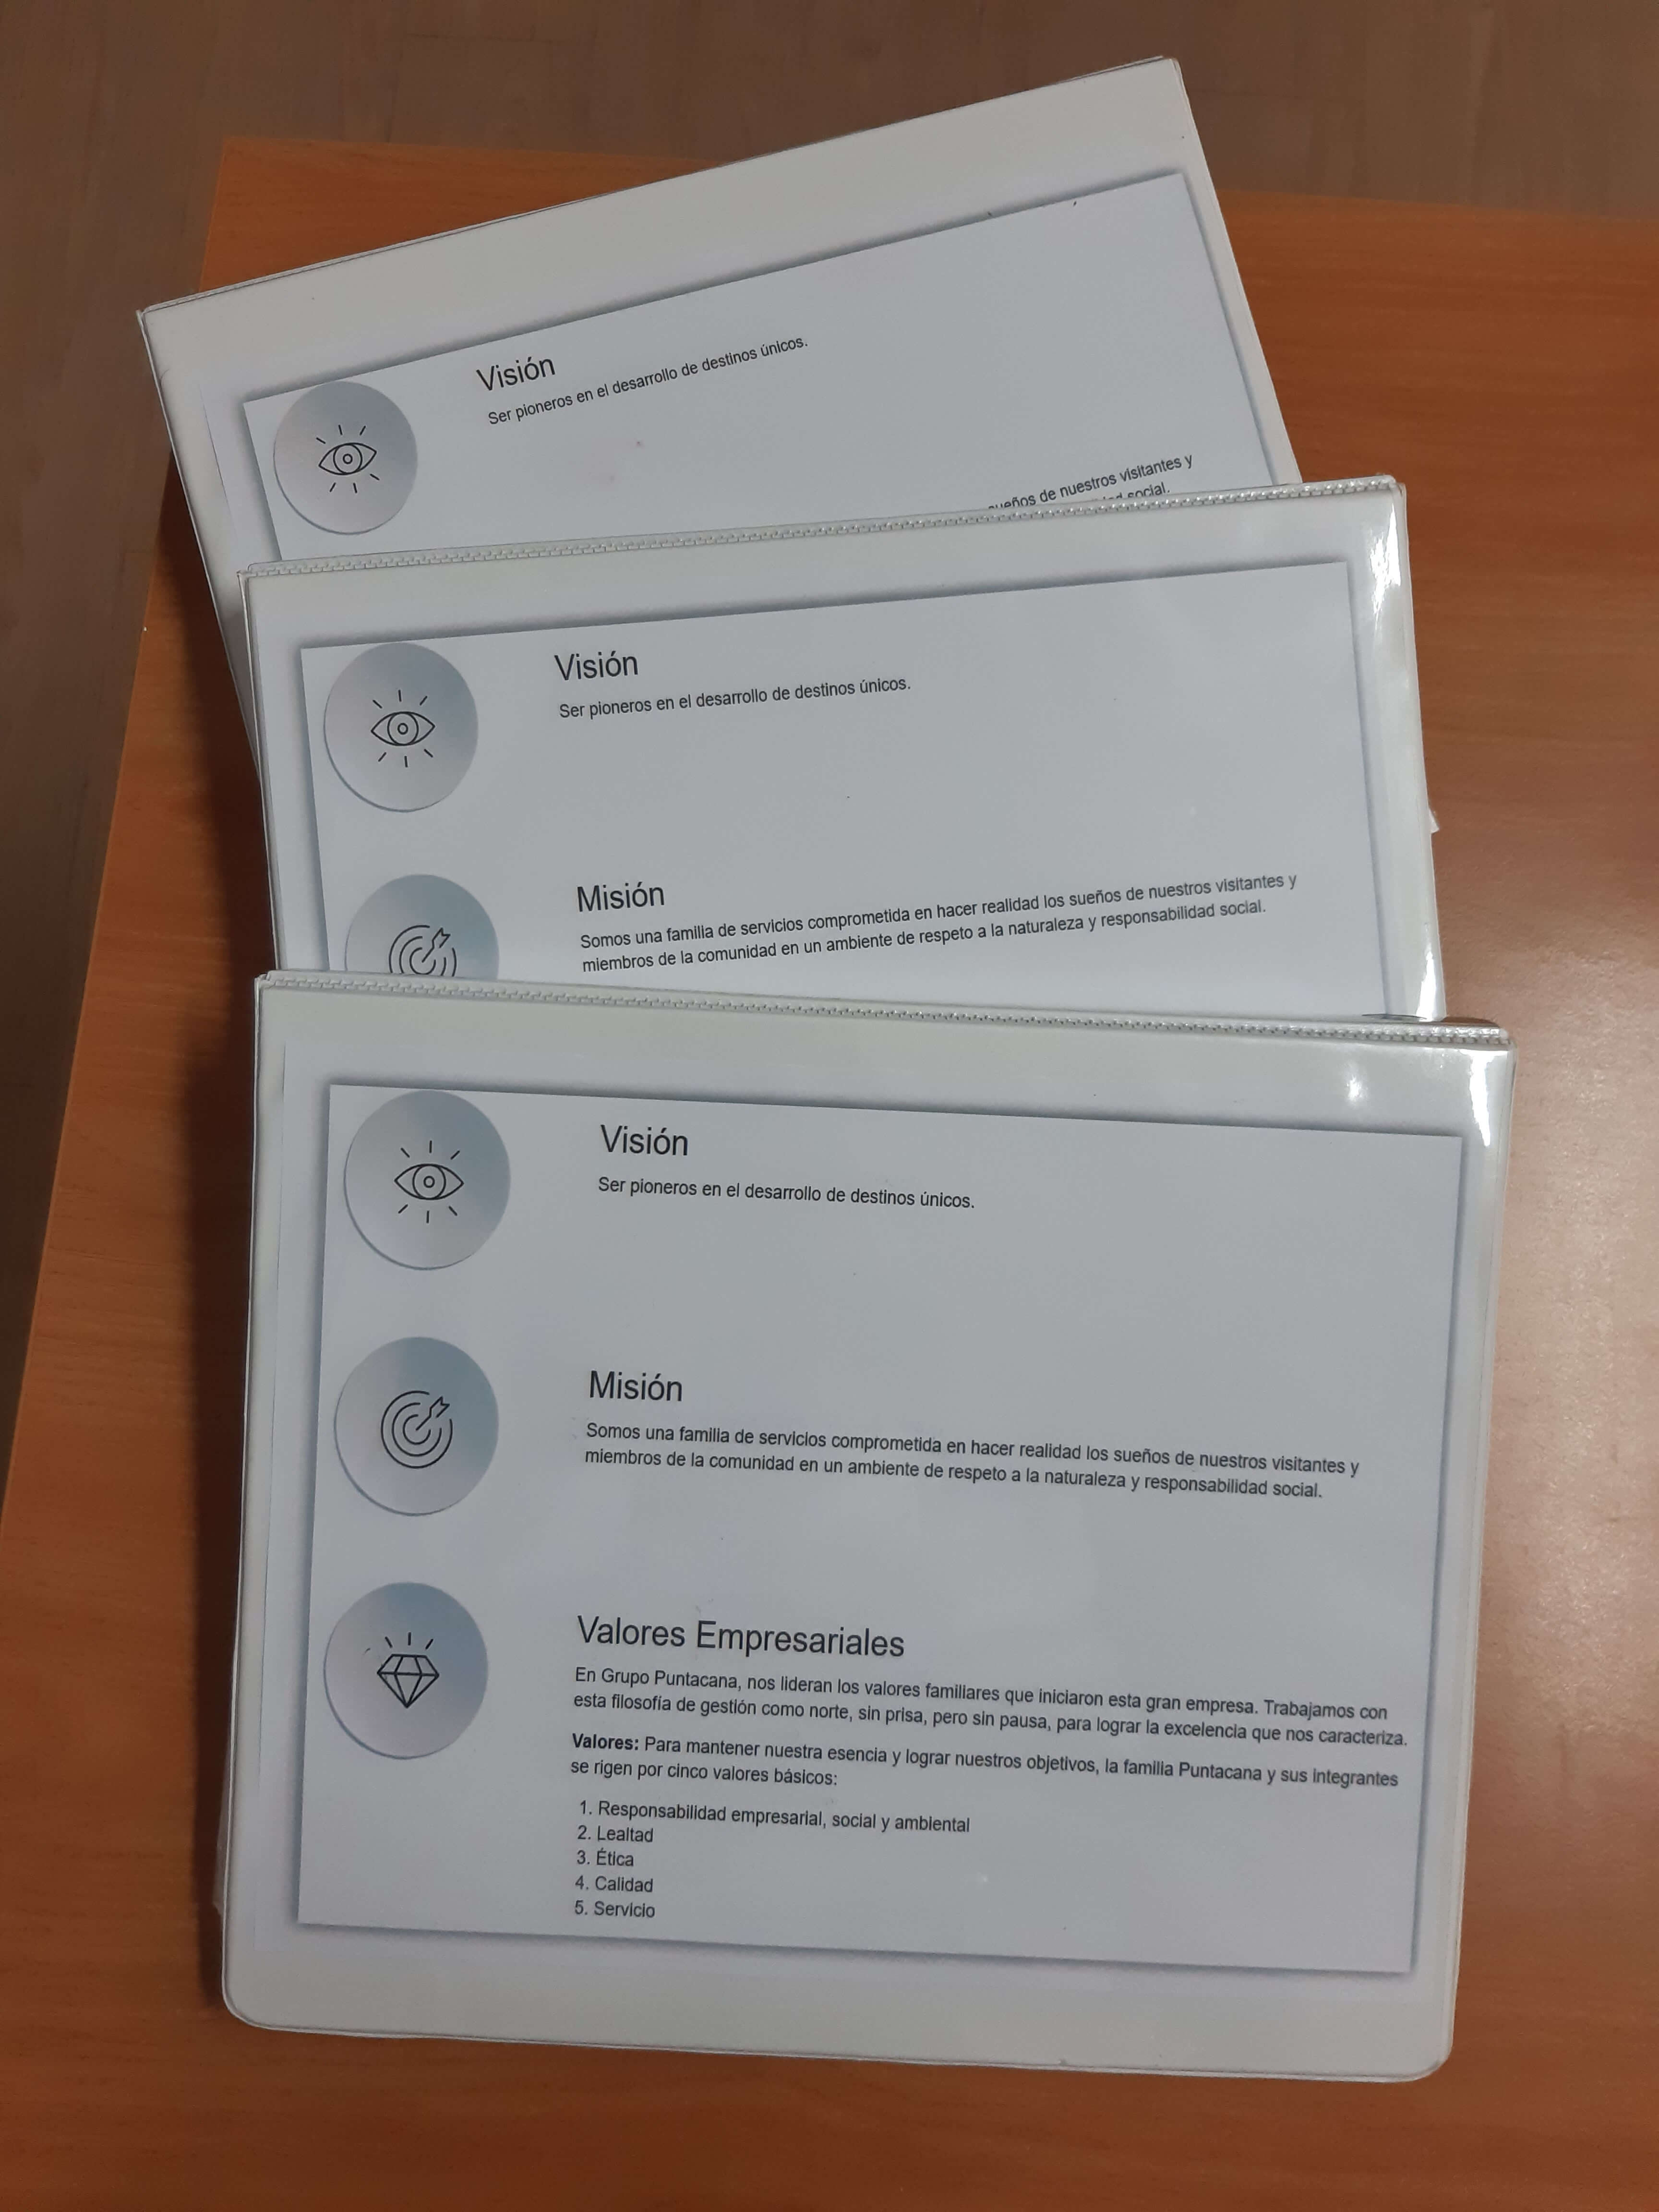 Visión
Ser pioneros en el desarrollo de destinos únicos.
sueños de nuestros visitantes y
social.
Visión
Ser pioneros en el desarrollo de destinos únicos.
Misión
Somos una familia de servicios comprometida en hacer realidad los sueños de nuestros visitantes y
miembros de la comunidad en un ambiente de respeto a la naturaleza y responsabilidad social.
Visión
Ser pioneros en el desarrollo de destinos únicos.
Misión
Somos una familia de servicios comprometida en hacer realidad los sueños de nuestros visitantes y
miembros de la comunidad en un ambiente de respeto a la naturaleza y responsabilidad social.
Valores Empresariales
En Grupo Puntacana, nos lideran los valores familiares que iniciaron esta gran empresa. Trabajamos con
esta filosofía de gestión como norte, sin prisa, pero sin pausa, para lograr la excelencia que nos caracteriza.
Valores: Para mantener nuestra esencia y lograr nuestros objetivos, la familia Puntacana y sus integrantes
se rigen por cinco valores básicos:
1. Responsabilidad empresarial, social y ambiental
2. Lealtad
3. Ética
4. Calidad
5. Servicio